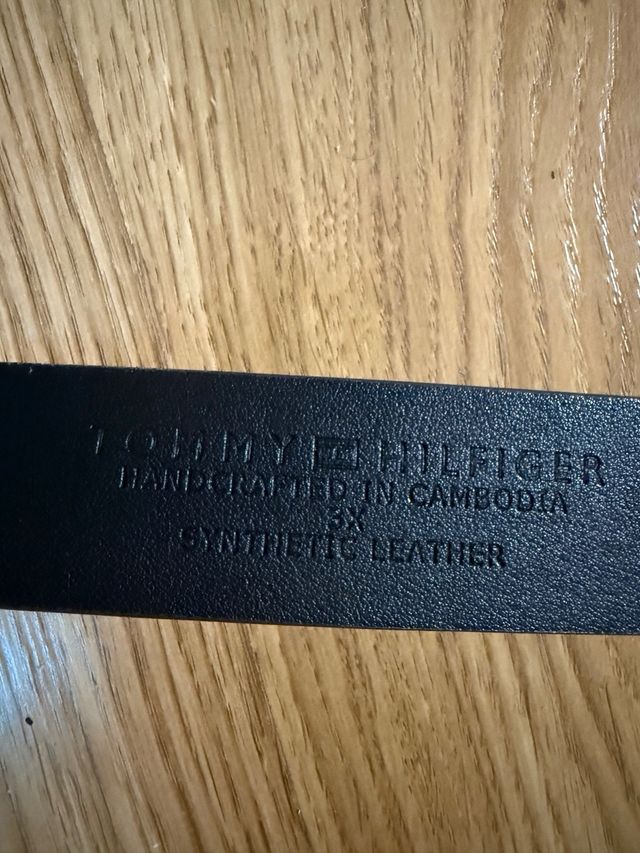 TOMMY HILFIGER
HANDCRAFTED IN CAMBODIA
3X
SYNTHETIC LEATHER